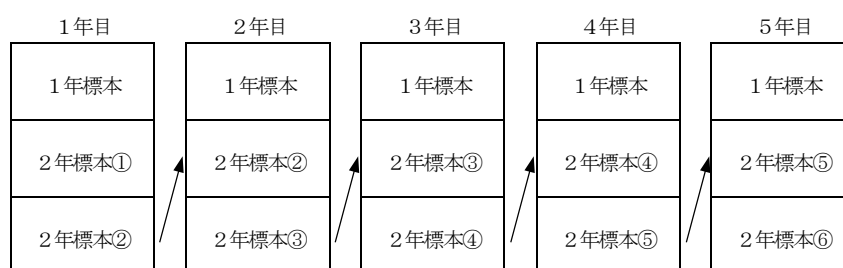 １年目 ２年目 ３年目 ４年目 ５年目
１年標本 １年標本 １年標本 １年標本 １年標本
２年標本① ２年標本② ２年標本③ ２年標本④ ２年標本⑤
２年標本② ２年標本③ ２年標本④ ２年標本⑤ ２年標本⑥